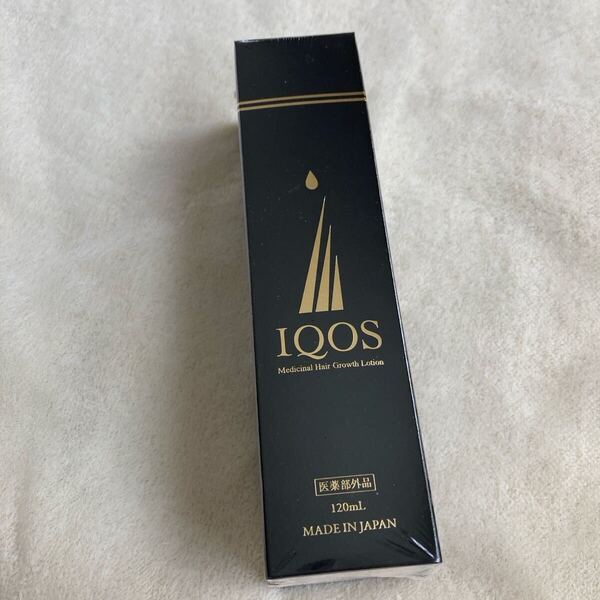 IQOS
Medicinal Hair Growth Lotion
医薬部外品
120mL
MADE IN JAPAN